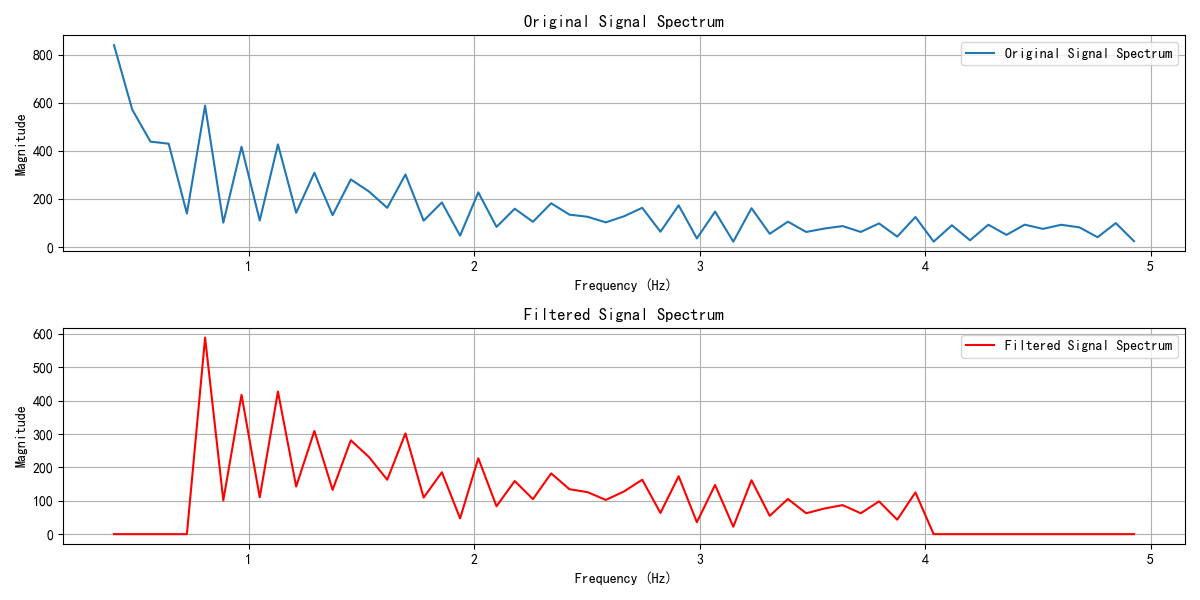 Original Signal Spectrum
Original Signal Spectrum
800
600
400
200
0
Magnitude
1 2 3 4 5
Frequency (Hz)
Filtered Signal Spectrum
Filtered Signal Spectrum
600
500
400
300
200
100
0
Magnitude
1 2 3 4 5
Frequency (Hz)